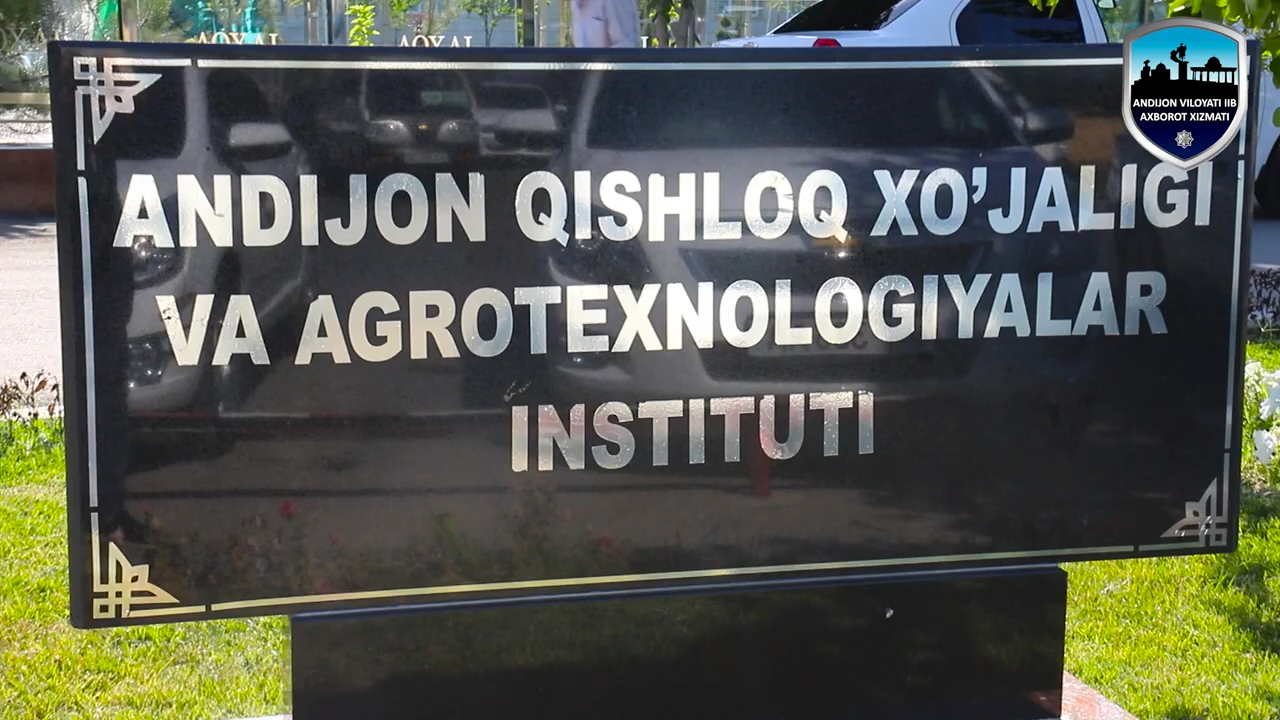 ANDIJON VILOYATI IIB
AXBOROT XIZMATI
ANDIJON QISHLOQ XO'JALIGI
VA AGROTEXNOLOGIYALAR
INSTITUTI